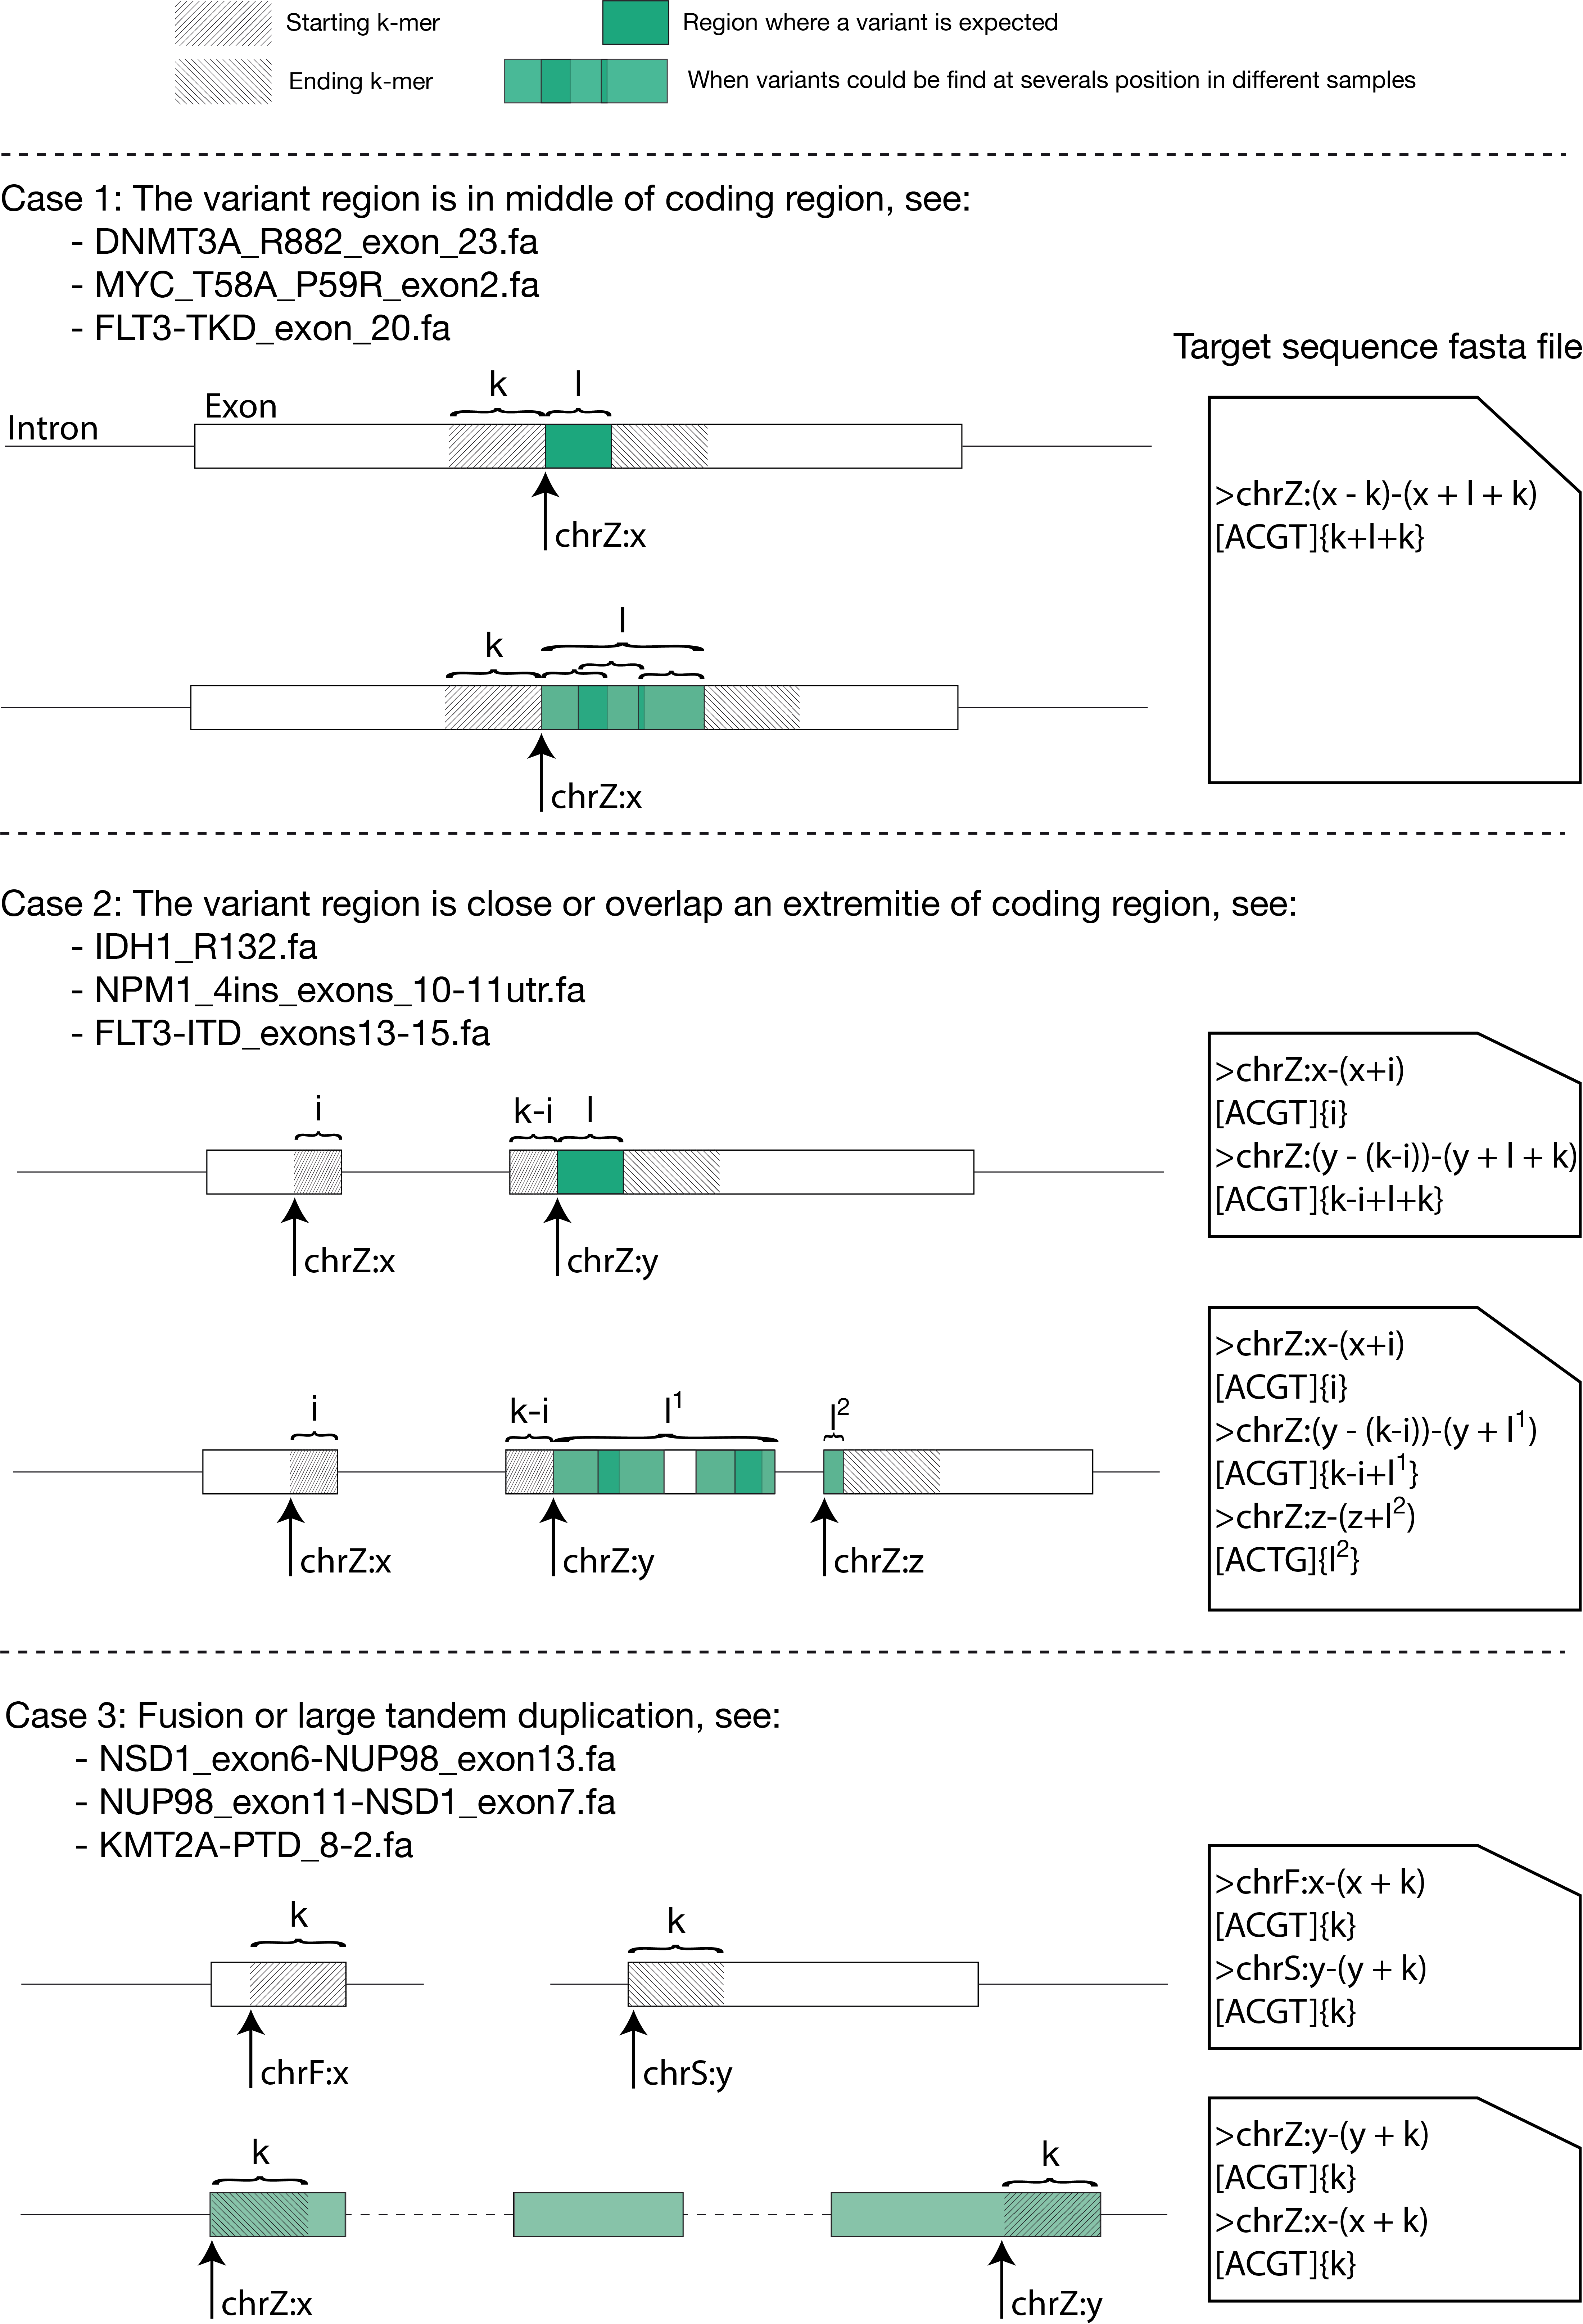 Starting k-mer
Region where a variant is expected
Ending k-mer
When variants could be find at severals position in different samples
Case 1: The variant region is in middle of coding region, see:
- DNMT3A_R882_exon_23.fa
- MYC_T58A_P59R_exon2.fa
- FLT3-TKD_exon_20.fa
Target sequence fasta file
k
l
Exon
Intron
chrZ:x
>chrZ:(x - k)-(x + l + k)
[ACGT]{k+l+k}
l
k
chrZ:x
Case 2: The variant region is close or overlap an extremitie of coding region, see:
- IDH1_R132.fa
- NPM1_4ins_exons_10-11utr.fa
- FLT3-ITD_exons13-15.fa
i
k-i
l
chrZ:x
chrZ:y
>chrZ:x-(x+i)
[ACGT]{i}
>chrZ:(y - (k-i))-(y + l + k)
[ACGT]{k-i+l+k}
i
k-i
l¹
l²
chrZ:x
chrZ:y
chrZ:z
>chrZ:x-(x+i)
[ACGT]{i}
>chrZ:(y - (k-i))-(y + l¹)
[ACGT]{k-i+l¹}
>chrZ:z-(z+l²)
[ACTG]{l²}
Case 3: Fusion or large tandem duplication, see:
- NSD1_exon6-NUP98_exon13.fa
- NUP98_exon11-NSD1_exon7.fa
- KMT2A-PTD_8-2.fa
k
k
chrF:x
chrS:y
>chrF:x-(x + k)
[ACGT]{k}
>chrS:y-(y + k)
[ACGT]{k}
k
k
chrZ:x
chrZ:y
>chrZ:y-(y + k)
[ACGT]{k}
>chrZ:x-(x + k)
[ACGT]{k}